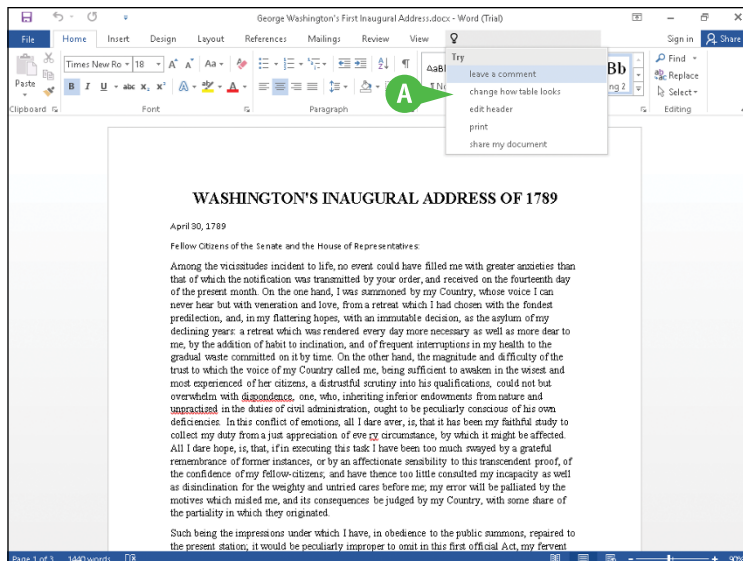 George Washington's First Inaugural Address.docx - Word (Trial)
File Home Insert Design Layout References Mailings Review View Sign in Share
Try
leave a comment
change how table looks
edit header
print
share my document
A
Paste
Times New Ro 18 A A Aa
B I U abc x₂ x² A A
AaBl
Bb
ng 2
Find
Replace
Select
Clipboard Font Paragraph Editing
WASHINGTON'S INAUGURAL ADDRESS OF 1789
April 30, 1789
Fellow Citizens of the Senate and the House of Representatives:
Among the vicissitudes incident to life, no event could have filled me with greater anxieties than
that of which the notification was transmitted by your order, and received on the fourteenth day
of the present month. On the one hand, I was summoned by my Country, whose voice I can
never hear but with veneration and love, from a retreat which I had chosen with the fondest
predilection, and, in my flattering hopes, with an immutable decision, as the asylum of my
declining years: a retreat which was rendered every day more necessary as well as more dear to
me, by the addition of habit to inclination, and of frequent interruptions in my health to the
gradual waste committed on it by time. On the other hand, the magnitude and difficulty of the
trust to which the voice of my Country called me, being sufficient to awaken in the wisest and
most experienced of her citizens, a distrustful scrutiny into his qualifications, could not but
overwhelm with dispondence, one, who, inheriting inferior endowments from nature and
unpractised in the duties of civil administration, ought to be peculiarly conscious of his own
deficiencies. In this conflict of emotions, all I dare aver, is, that it has been my faithful study to
collect my duty from a just appreciation of eve ry circumstance, by which it might be affected.
All I dare hope, is, that, if in executing this task I have been too much swayed by a grateful
remembrance of former instances, or by an affectionate sensibility to this transcendent proof, of
the confidence of my fellow-citizens; and have thence too little consulted my incapacity as well
as disinclination for the weighty and untried cares before me; my error will be palliated by the
motives which misled me, and its consequences be judged by my Country, with some share of
the partiality in which they originated.
Such being the impressions under which I have, in obedience to the public summons, repaired to
the present station; it would be peculiarly improper to omit in this first official Act, my fervent
Page 1 of 3 1440 words 90%